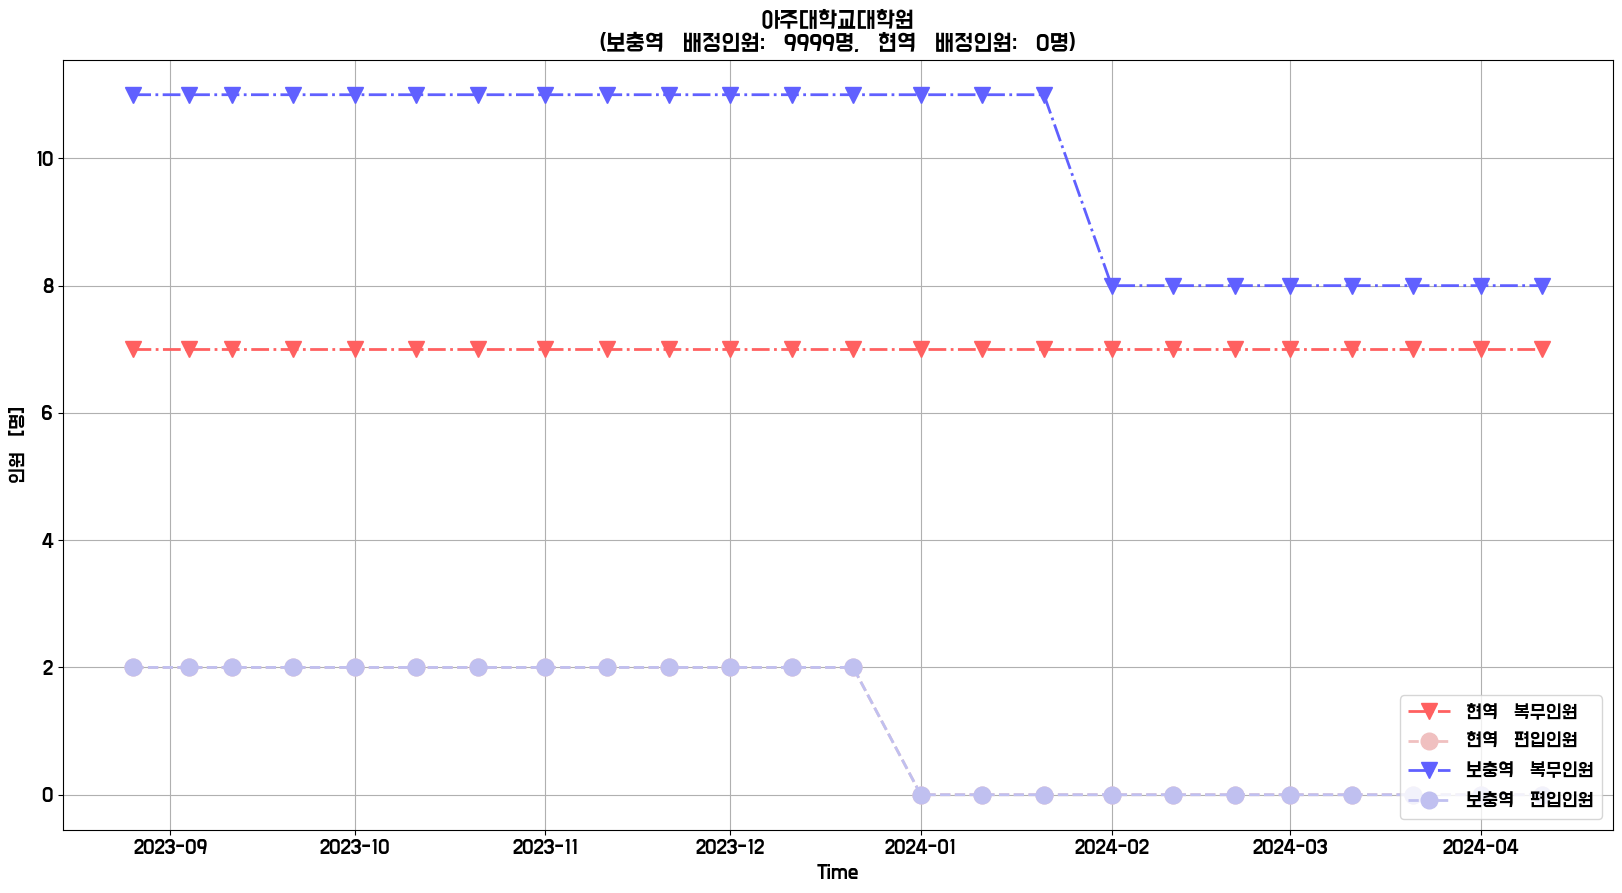 아주대학교대학원
(보충역 배정인원: 9999명, 현역 배정인원: 0명)
인원 [명]
10
8
6
4
2
0
현역 복무인원
현역 편입인원
보충역 복무인원
보충역 편입인원
2023-09
2023-10
2023-11
2023-12
2024-01
2024-02
2024-03
2024-04
Time